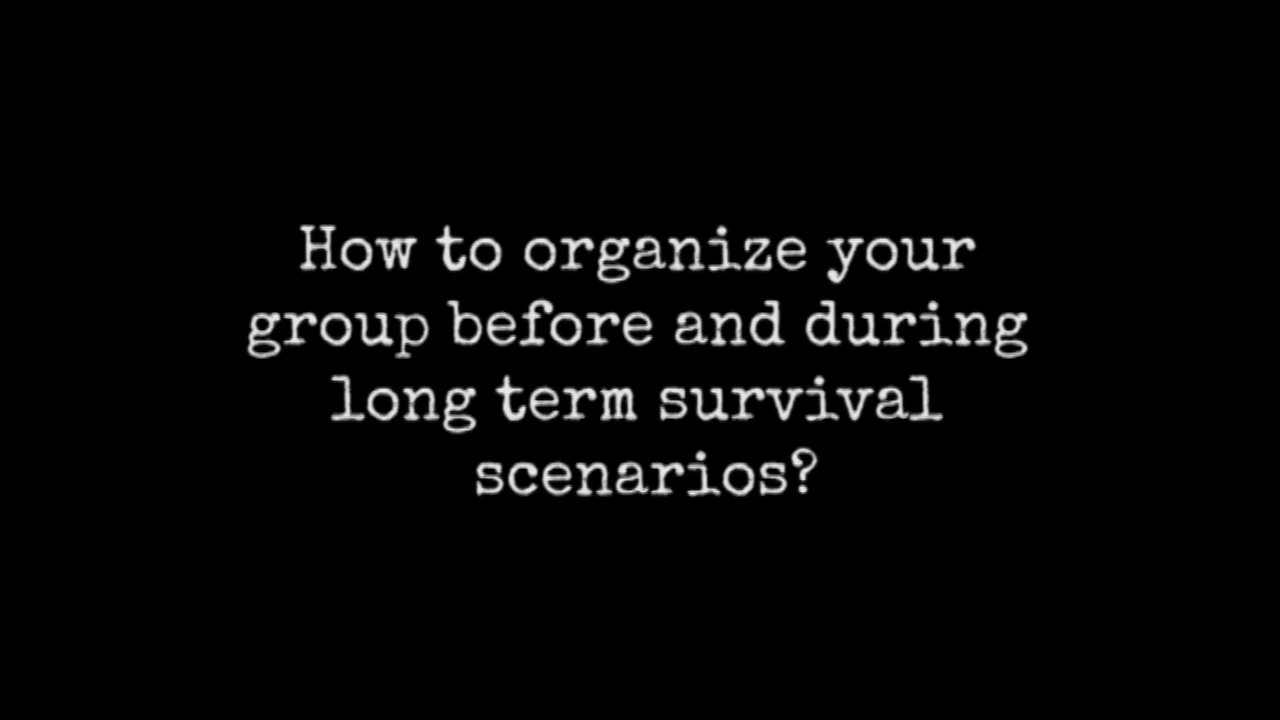 How to organize your
group before and during
long term survival
scenarios?